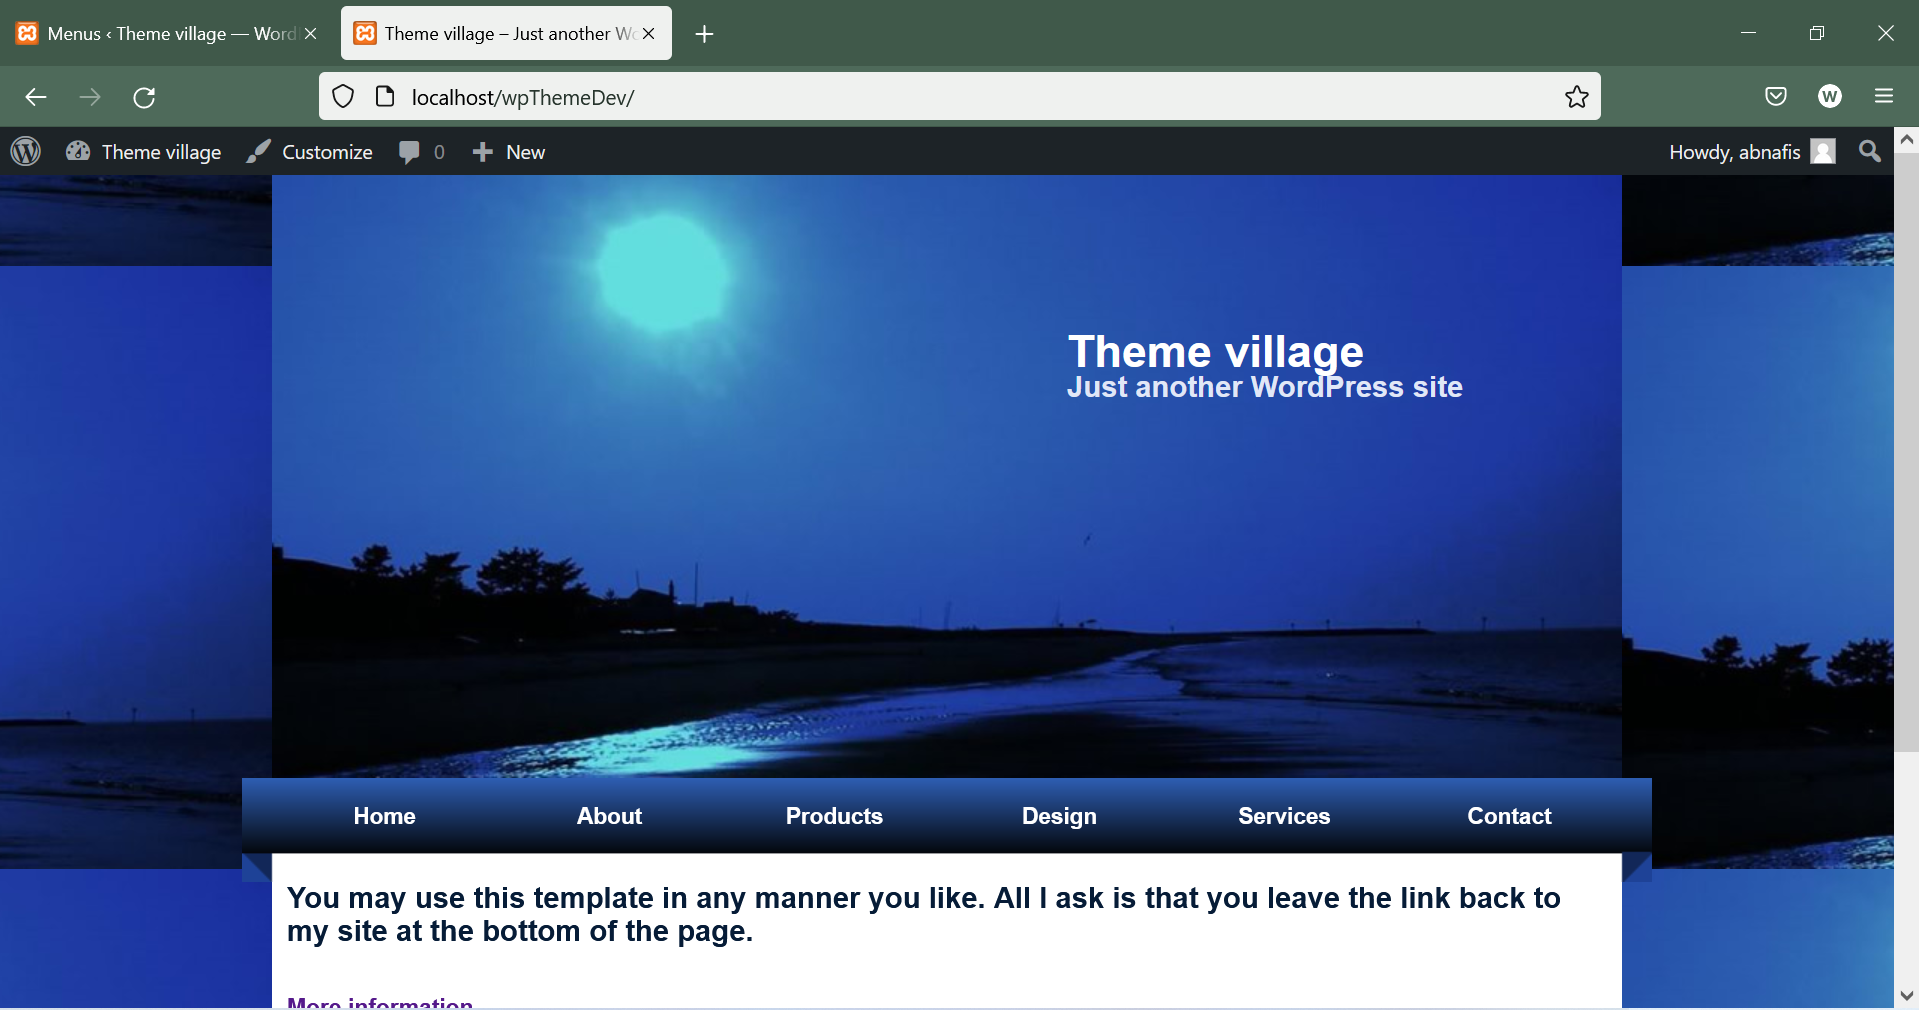 Menus ‹ Theme village — Word
Theme village – Just another Wo
localhost/wpThemeDev/
W
Theme village
Customize
0
New
Howdy, abnafis
Theme village
Just another WordPress site
Home
About
Products
Design
Services
Contact
You may use this template in any manner you like. All I ask is that you leave the link back to
my site at the bottom of the page.
More information